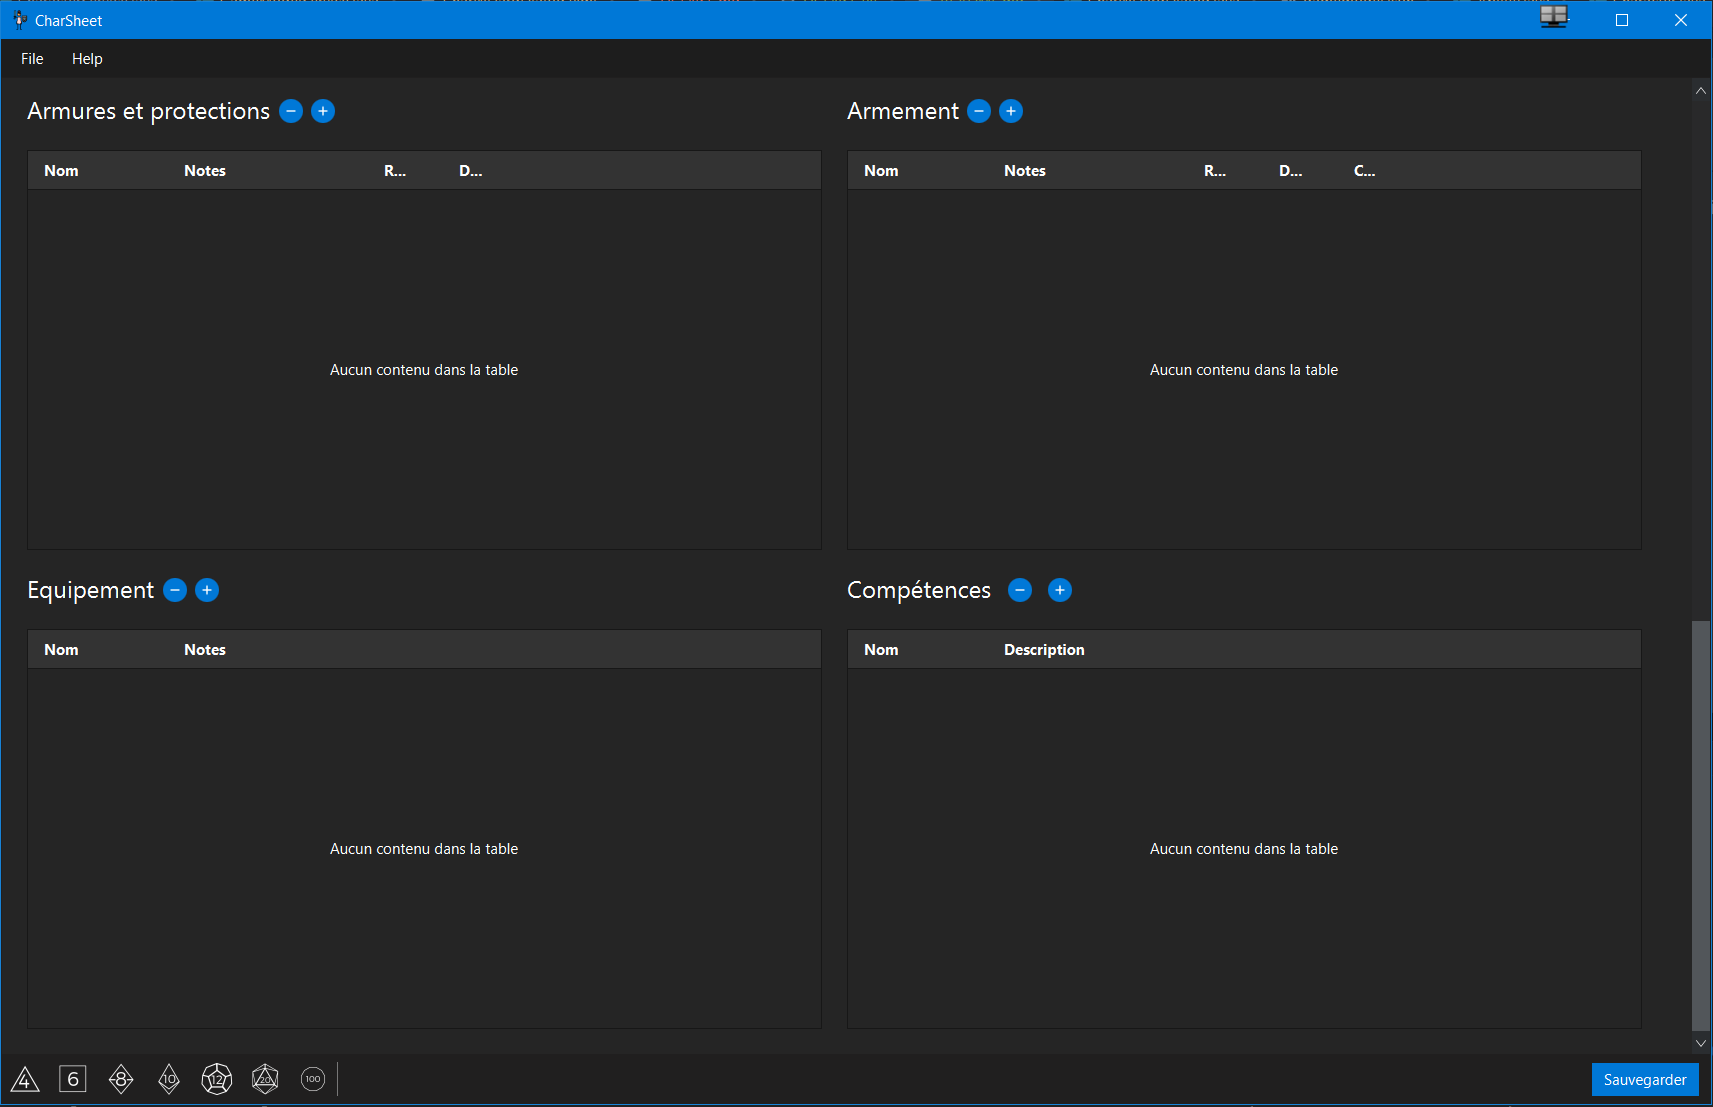 CharSheet
File Help
Armures et protections
Armement
Nom Notes R... D...
Nom Notes R... D... C...
Aucun contenu dans la table
Aucun contenu dans la table
Equipement
Compétences
Nom Notes
Nom Description
Aucun contenu dans la table
Aucun contenu dans la table
4 6 8 10 12 20 100
Sauvegarder